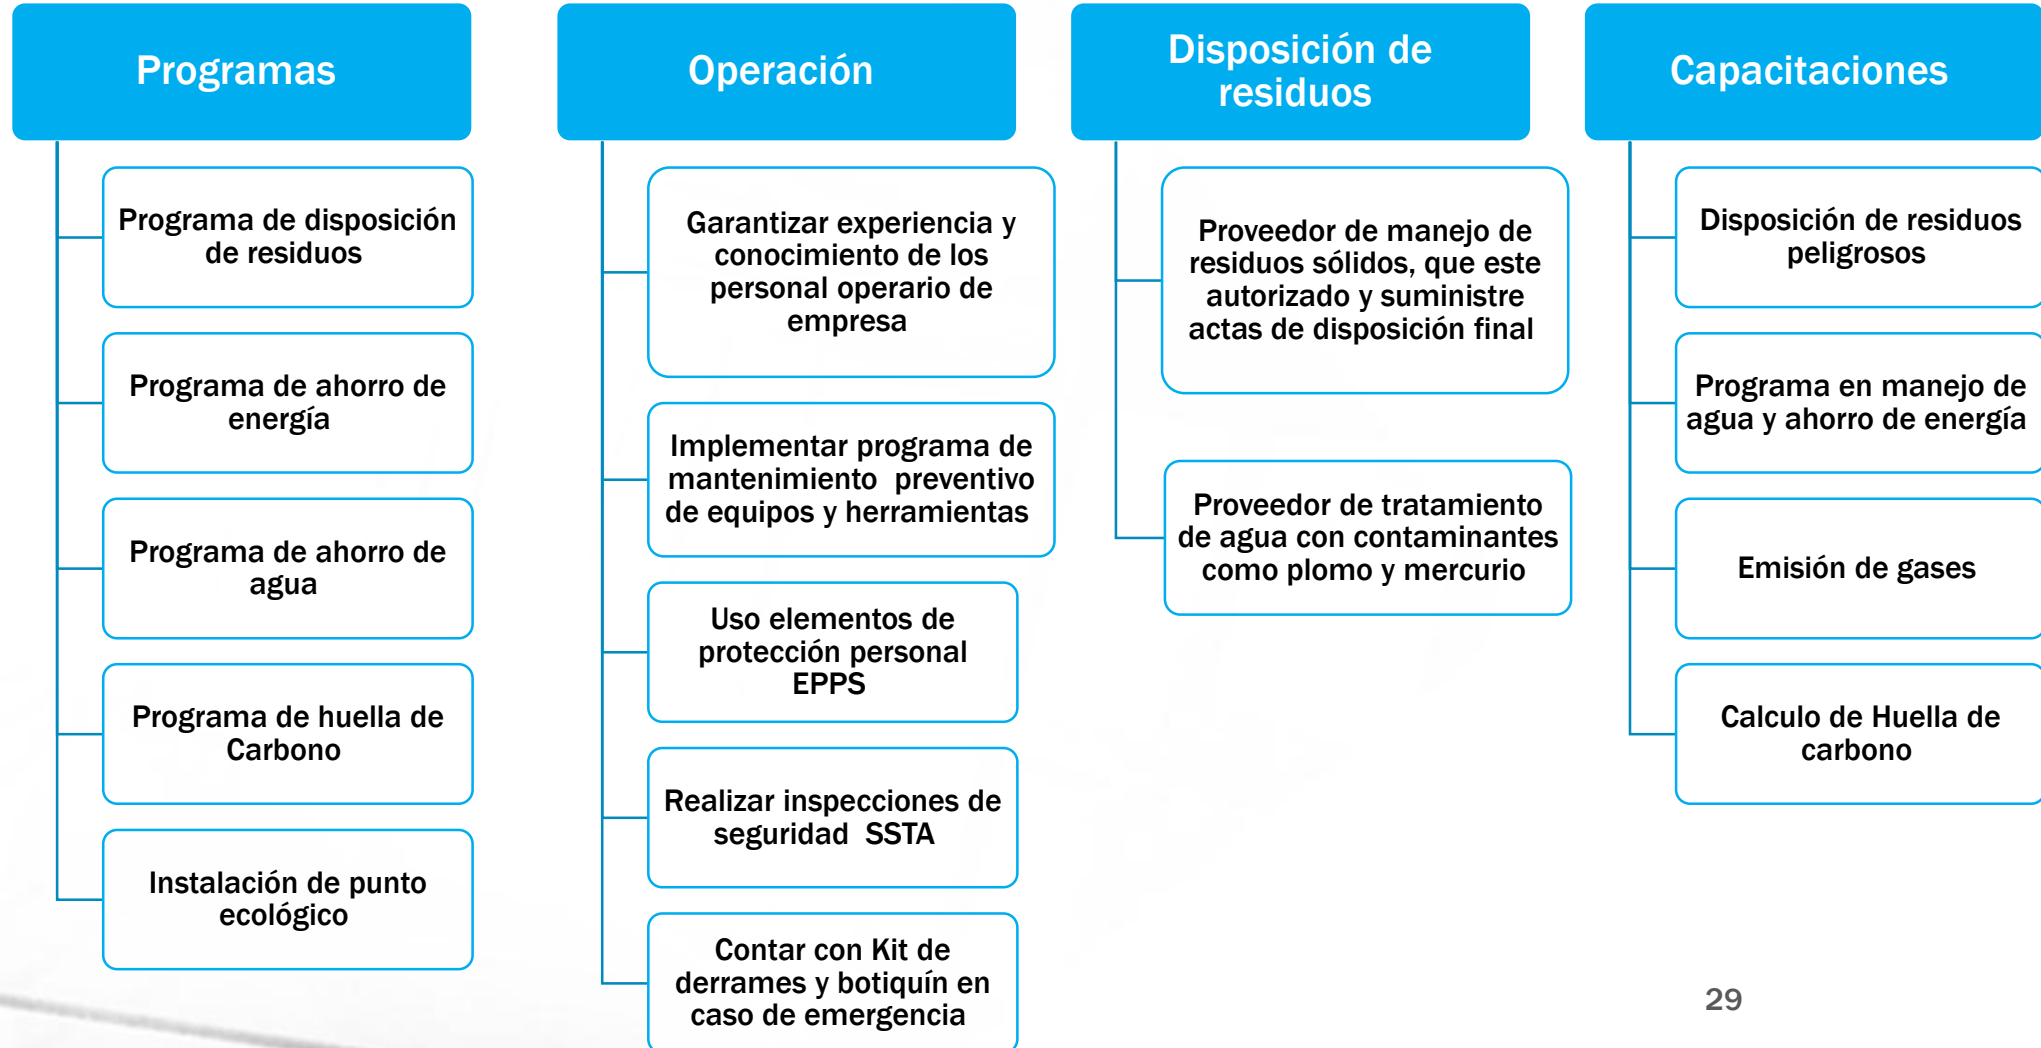 Programas
Programa de disposición
de residuos
Programa de ahorro de
energía
Programa de ahorro de
agua
Programa de huella de
Carbono
Instalación de punto
ecológico
Operación
Garantizar experiencia y
conocimiento de los
personal operario de
empresa
Implementar programa de
mantenimiento  preventivo
de equipos y herramientas
Uso elementos de
protección personal
EPPS
Realizar inspecciones de
seguridad  SSTA
Contar con Kit de
derrames y botiquín en
caso de emergencia
Disposición de
residuos
Proveedor de manejo de
residuos sólidos, que este
autorizado y suministre
actas de disposición final
Proveedor de tratamiento
de agua con contaminantes
como plomo y mercurio
Capacitaciones
Disposición de residuos
peligrosos
Programa en manejo de
agua y ahorro de energía
Emisión de gases
Calculo de Huella de
carbono
29